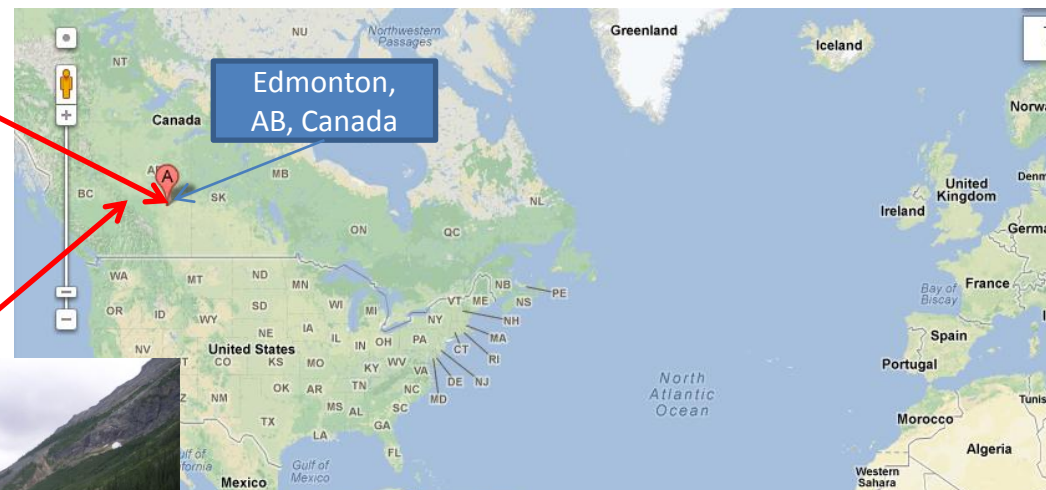 NU
Northwestern
Passages
Greenland
Iceland
NT
Edmonton,
AB, Canada
Canada
A
BC
SK
MB
NL
ON
QC
United
Kingdom
Ireland
France
Bay of
Biscay
Spain
Portugal
Morocco
Algeria
Western
Sahara
North
Atlantic
Ocean
WA
MT
ND
MN
OR
ID
WY
SD
WI
MI
VT
ME
NB
NS
PE
NH
MA
RI
CT
NJ
DE
MD
NV
NE
IA
IL
IN
OH
PA
NY
United States
CO
KS
MO
KY
WV
VA
OK
AR
TN
NC
NM
MS
AL
SC
GA
TX
LA
FL
Gulf of
Mexico
Mexico